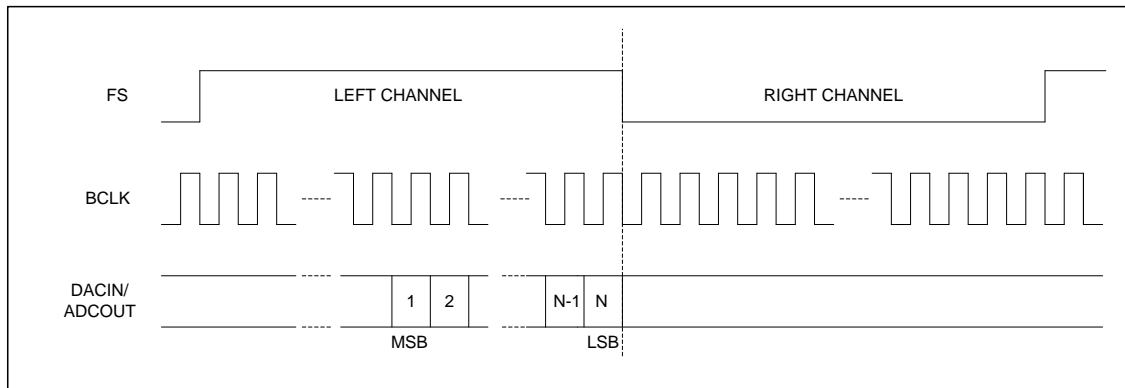 FS
LEFT CHANNEL
RIGHT CHANNEL
BCLK
DACIN/
ADCOUT
1
2
N-1
N
MSB
LSB